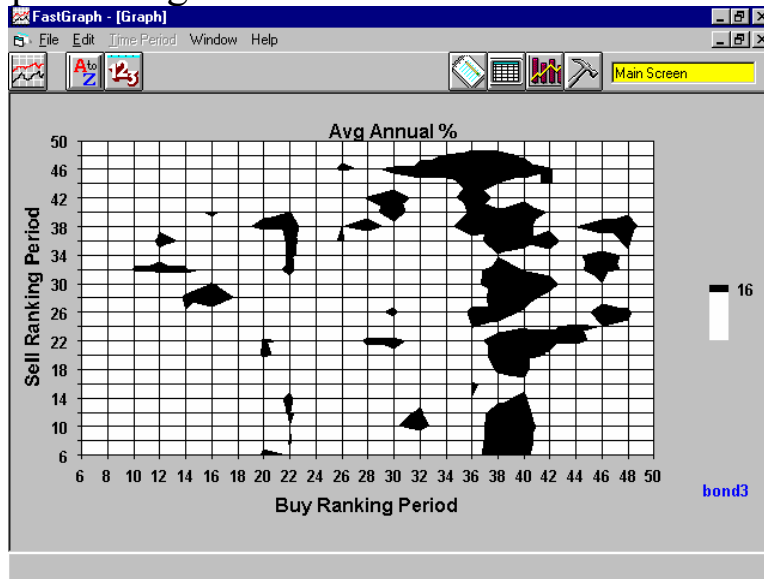 FastGraph - [Graph]
File Edit Time Period Window Help
A to Z 123 Main Screen
Avg Annual %
Sell Ranking Period
50
46
42
38
34
30
26
22
18
14
10
6
6 8 10 12 14 16 18 20 22 24 26 28 30 32 34 36 38 40 42 44 46 48 50
Buy Ranking Period
16
bond3